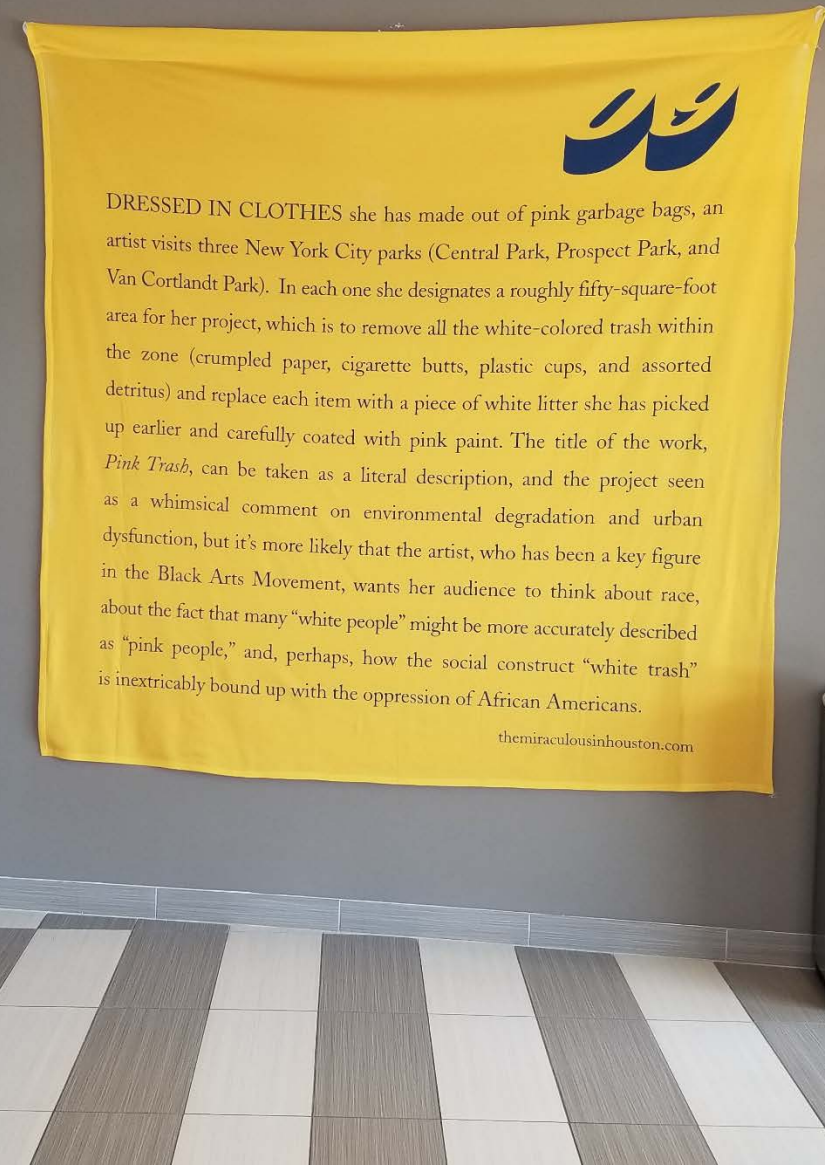 09
DRESSED IN CLOTHES she has made out of pink garbage bags, an
artist visits three New York City parks (Central Park, Prospect Park, and
Van Cortlandt Park). In each one she designates a roughly fifty-square-foot
area for her project, which is to remove all the white-colored trash within
the zone (crumpled paper, cigarette butts, plastic cups, and assorted
detritus) and replace each item with a piece of white litter she has picked
up earlier and carefully coated with pink paint. The title of the work,
Pink Trash, can be taken as a literal description, and the project seen
as a whimsical comment on environmental degradation and urban
dysfunction, but it’s more likely that the artist, who has been a key figure
in the Black Arts Movement, wants her audience to think about race,
about the fact that many “white people” might be more accurately described
as “pink people,” and, perhaps, how the social construct “white trash”
is inextricably bound up with the oppression of African Americans.
themiraculousinhouston.com